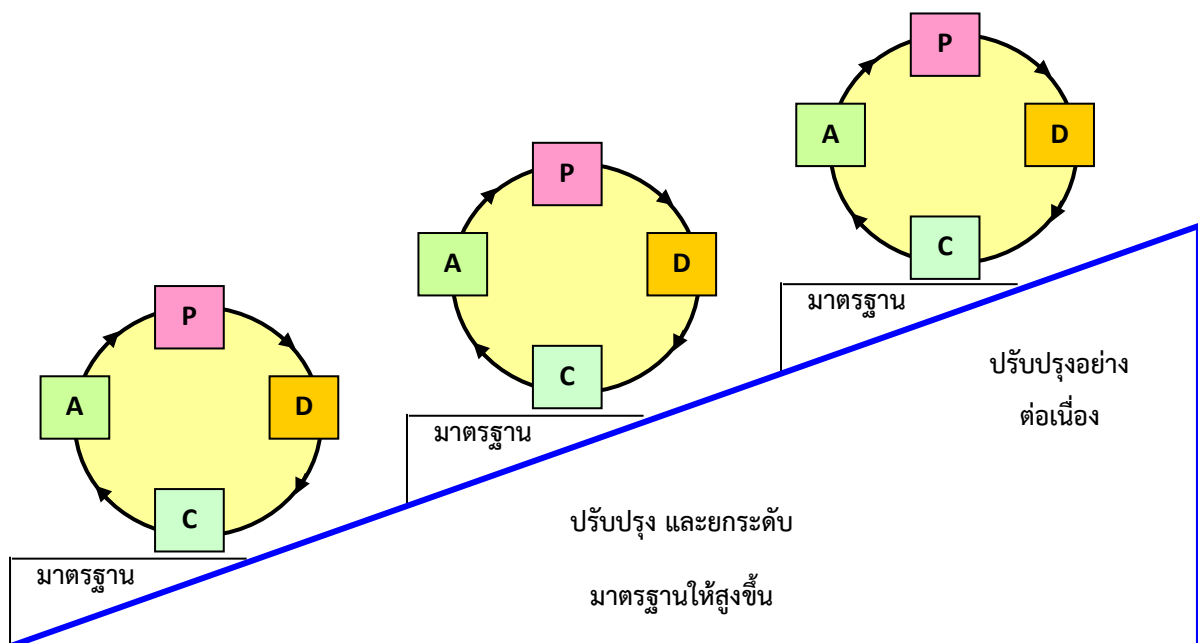 P
A
D
C
มาตรฐาน
P
A
D
C
มาตรฐาน
P
A
D
C
มาตรฐาน
ปรับปรุงอย่าง
ต่อเนื่อง
ปรับปรุง และยกระดับ
มาตรฐานให้สูงขึ้น